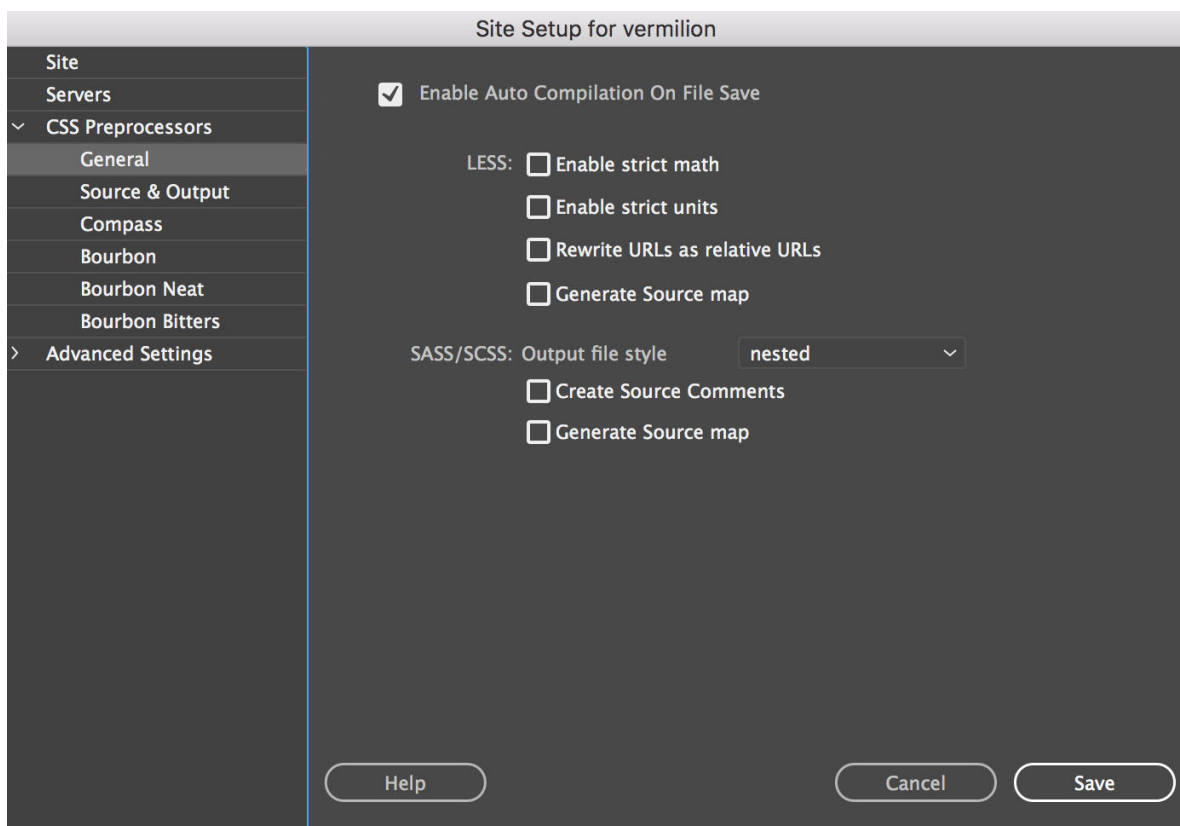 Site Setup for vermilion
Site
Servers
CSS Preprocessors
General
Source & Output
Compass
Bourbon
Bourbon Neat
Bourbon Bitters
Advanced Settings
Enable Auto Compilation On File Save
LESS: Enable strict math
Enable strict units
Rewrite URLs as relative URLs
Generate Source map
SASS/SCSS: Output file style nested
Create Source Comments
Generate Source map
Help Cancel Save